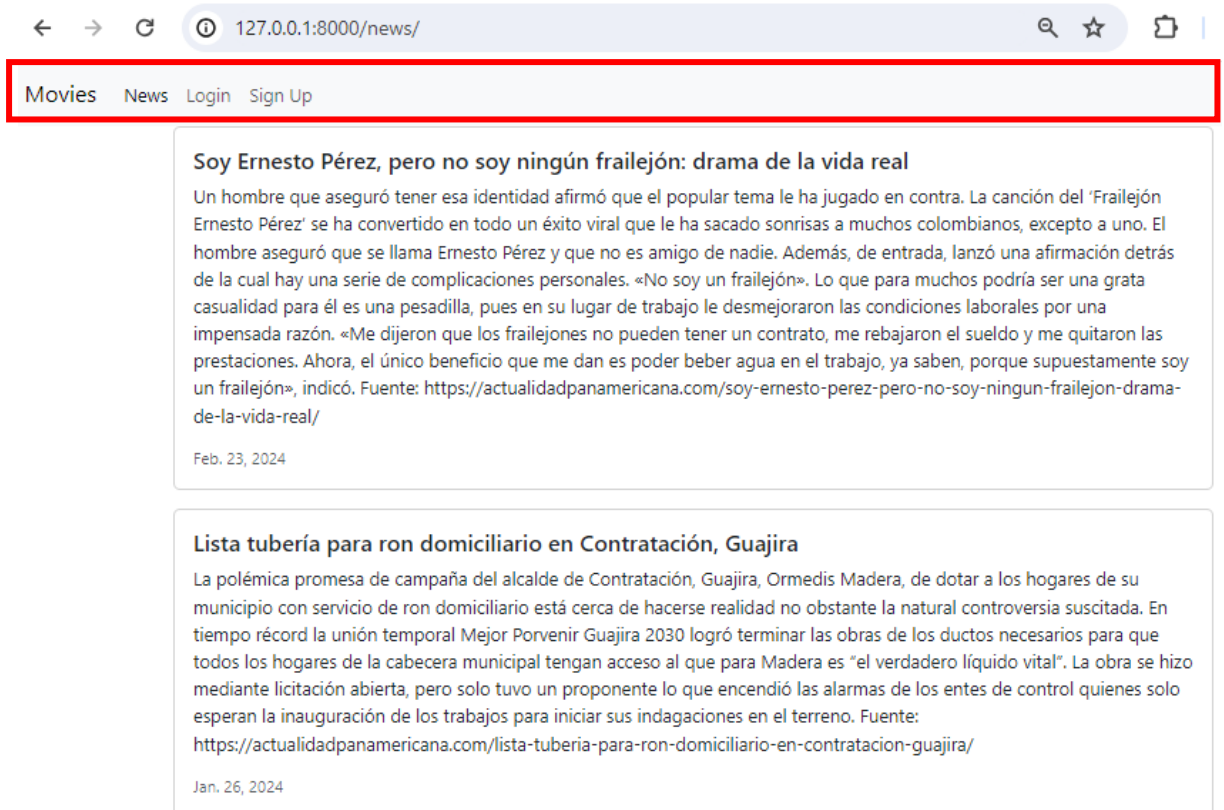 127.0.0.1:8000/news/
Movies News Login Sign Up
Soy Ernesto Pérez, pero no soy ningún frailejón: drama de la vida real
Un hombre que aseguró tener esa identidad afirmó que el popular tema le ha jugado en contra. La canción del ‘Frailejón
Ernesto Pérez’ se ha convertido en todo un éxito viral que le ha sacado sonrisas a muchos colombianos, excepto a uno. El
hombre aseguró que se llama Ernesto Pérez y que no es amigo de nadie. Además, de entrada, lanzó una afirmación detrás
de la cual hay una serie de complicaciones personales. «No soy un frailejón». Lo que para muchos podría ser una grata
casualidad para él es una pesadilla, pues en su lugar de trabajo le desmejoraron las condiciones laborales por una
impensada razón. «Me dijeron que los frailejones no pueden tener un contrato, me rebajaron el sueldo y me quitaron las
prestaciones. Ahora, el único beneficio que me dan es poder beber agua en el trabajo, ya saben, porque supuestamente soy
un frailejón», indicó. Fuente: https://actualidadpanamericana.com/soy-ernesto-perez-pero-no-soy-ningun-frailejon-drama-
de-la-vida-real/
Feb. 23, 2024
Lista tubería para ron domiciliario en Contratación, Guajira
La polémica promesa de campaña del alcalde de Contratación, Guajira, Ormedis Madera, de dotar a los hogares de su
municipio con servicio de ron domiciliario está cerca de hacerse realidad no obstante la natural controversia suscitada. En
tiempo récord la unión temporal Mejor Porvenir Guajira 2030 logró terminar las obras de los ductos necesarios para que
todos los hogares de la cabecera municipal tengan acceso al que para Madera es “el verdadero líquido vital”. La obra se hizo
mediante licitación abierta, pero solo tuvo un proponente lo que encendió las alarmas de los entes de control quienes solo
esperan la inauguración de los trabajos para iniciar sus indagaciones en el terreno. Fuente:
https://actualidadpanamericana.com/lista-tuberia-para-ron-domiciliario-en-contratacion-guajira/
Jan. 26, 2024